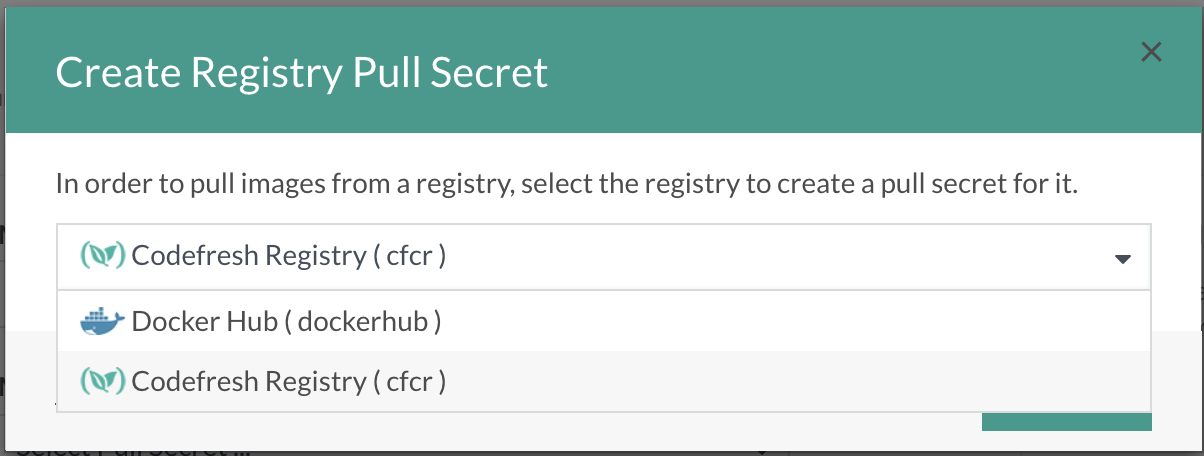 Create Registry Pull Secret
In order to pull images from a registry, select the registry to create a pull secret for it.
Codefresh Registry ( cfcr )
Docker Hub ( dockerhub )
Codefresh Registry ( cfcr )